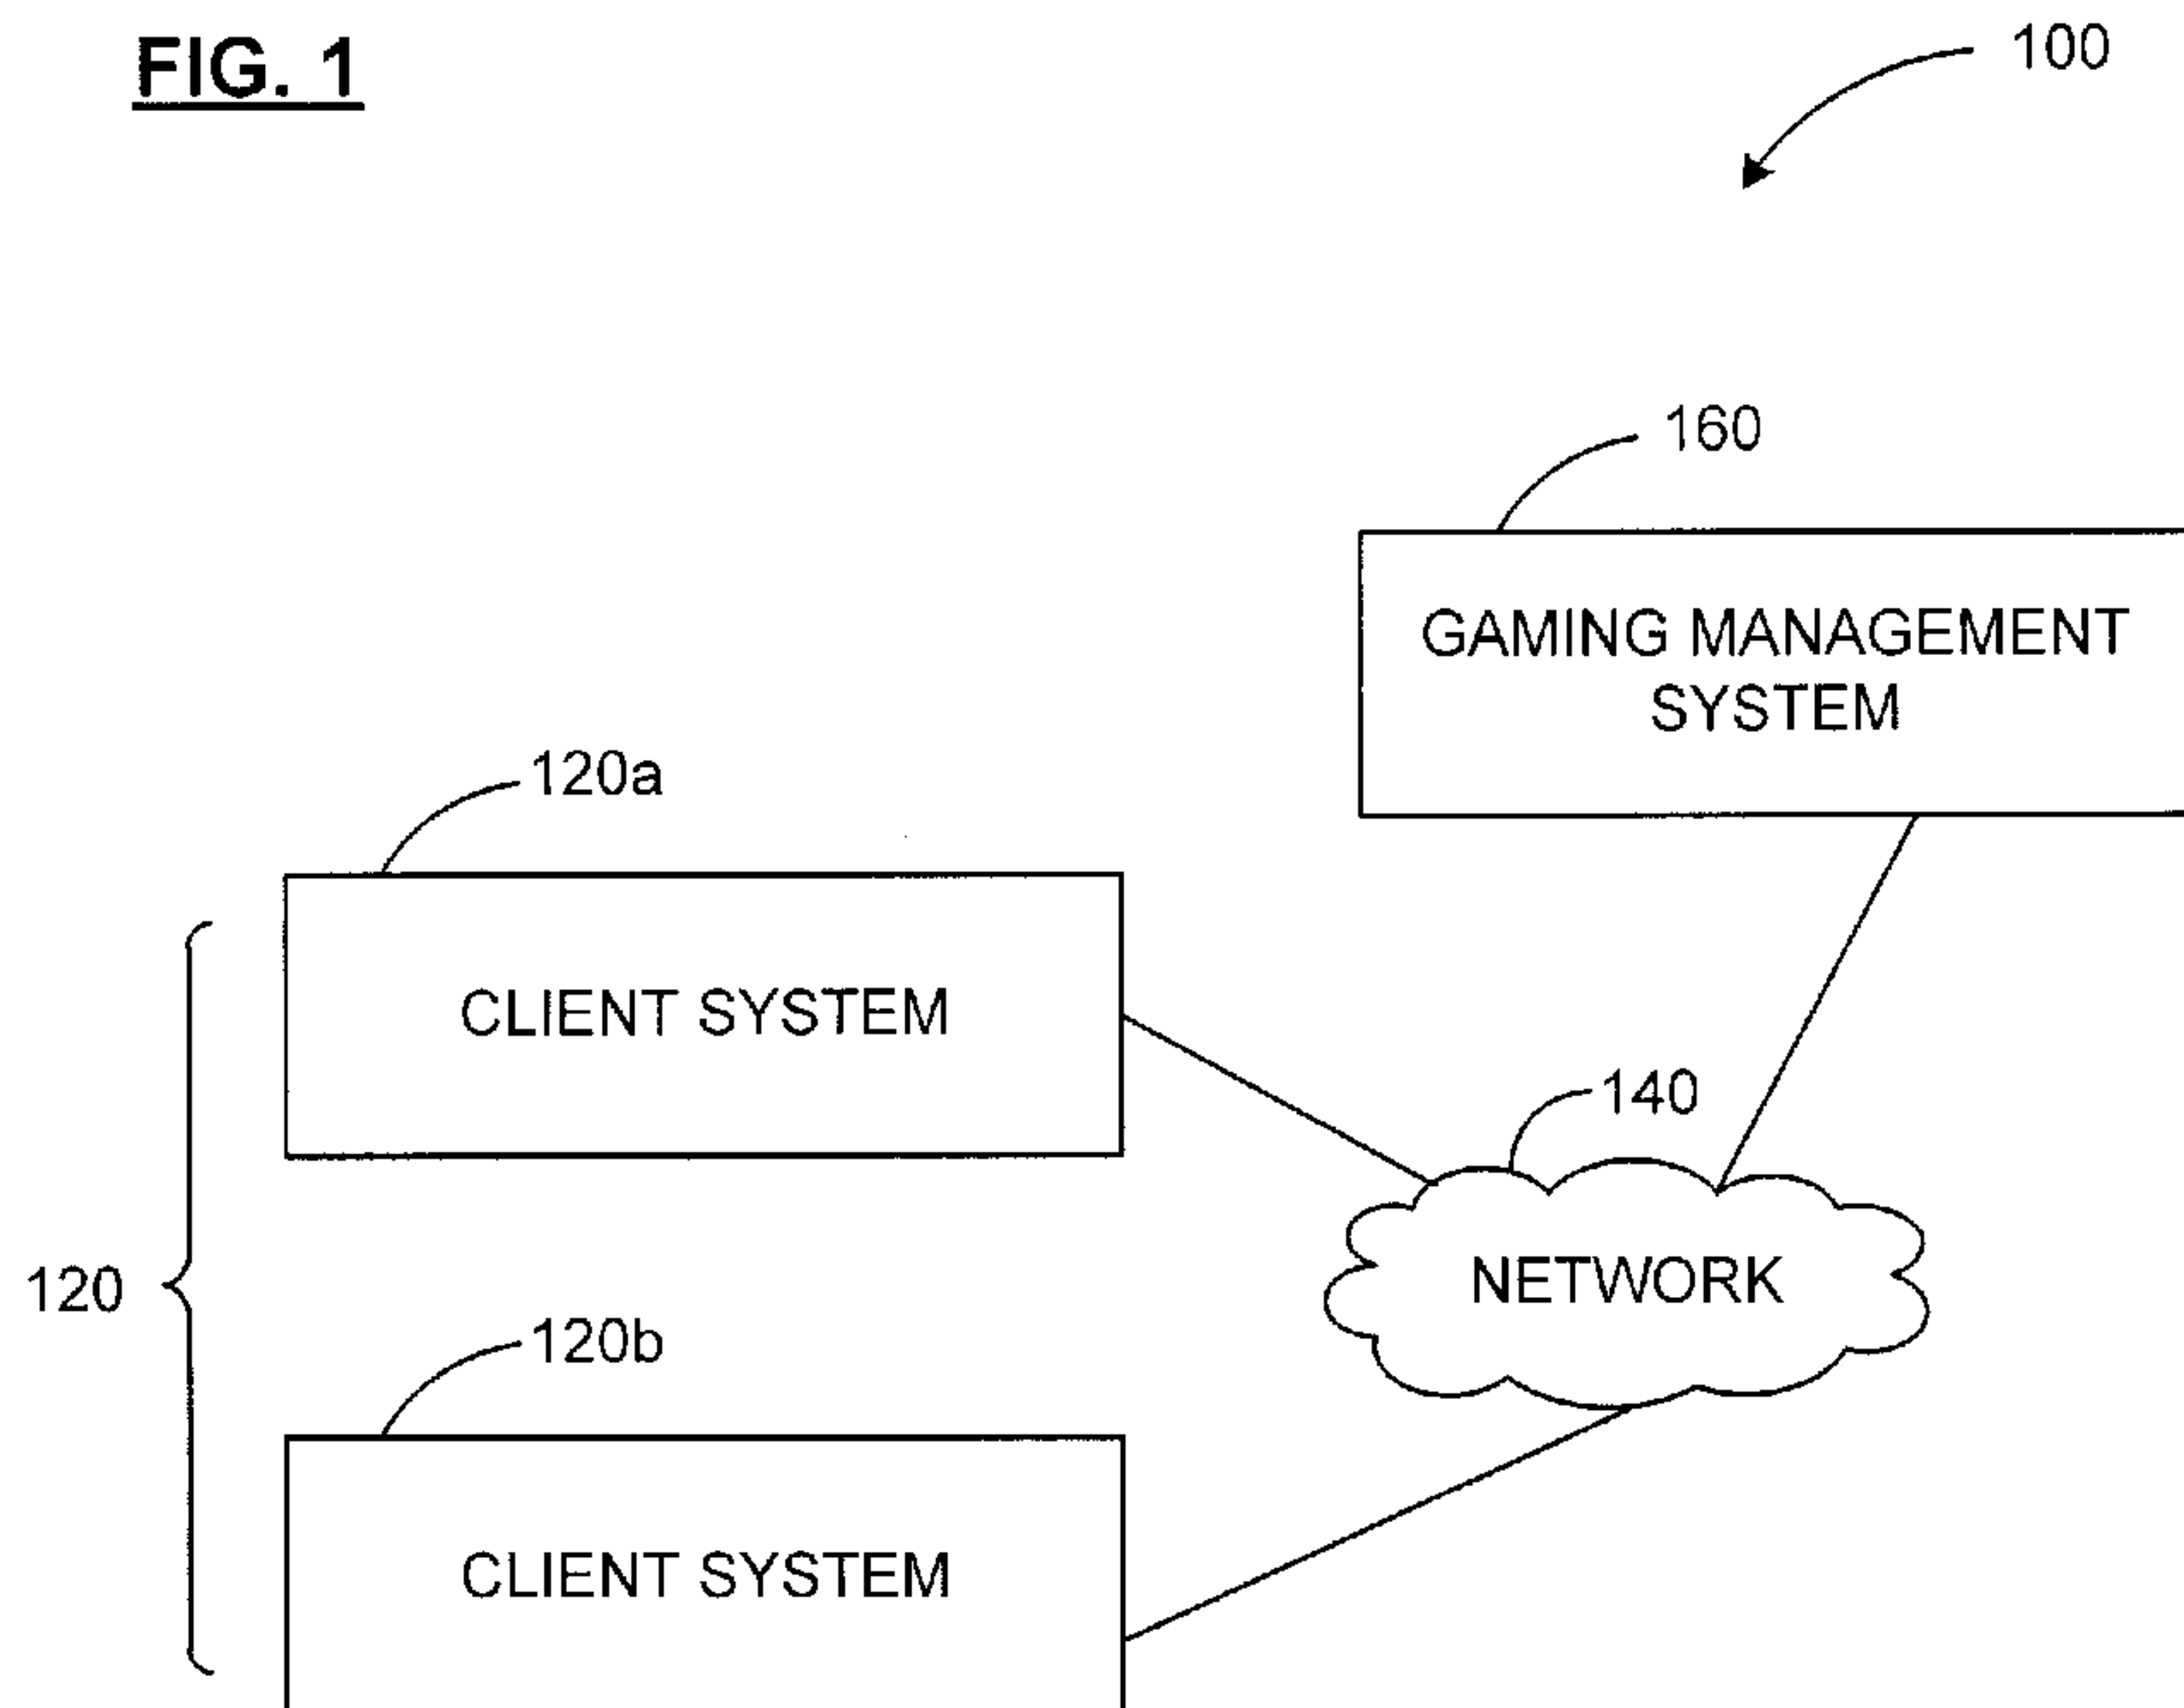 FIG. 1
100
160
GAMING MANAGEMENT
SYSTEM
120a
CLIENT SYSTEM
140
NETWORK
120
120b
CLIENT SYSTEM